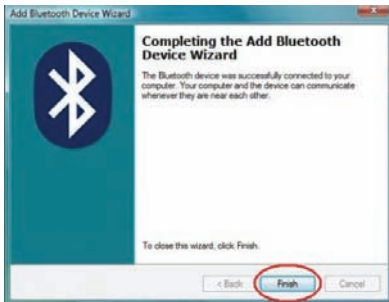 Add Bluetooth Device Wizard
Completing the Add Bluetooth
Device Wizard
The Bluetooth device was successfully connected to your
computer. Your computer and the device can communicate
whenever they are near each other.
To close this wizard, click Finish.
< Back Finish Cancel